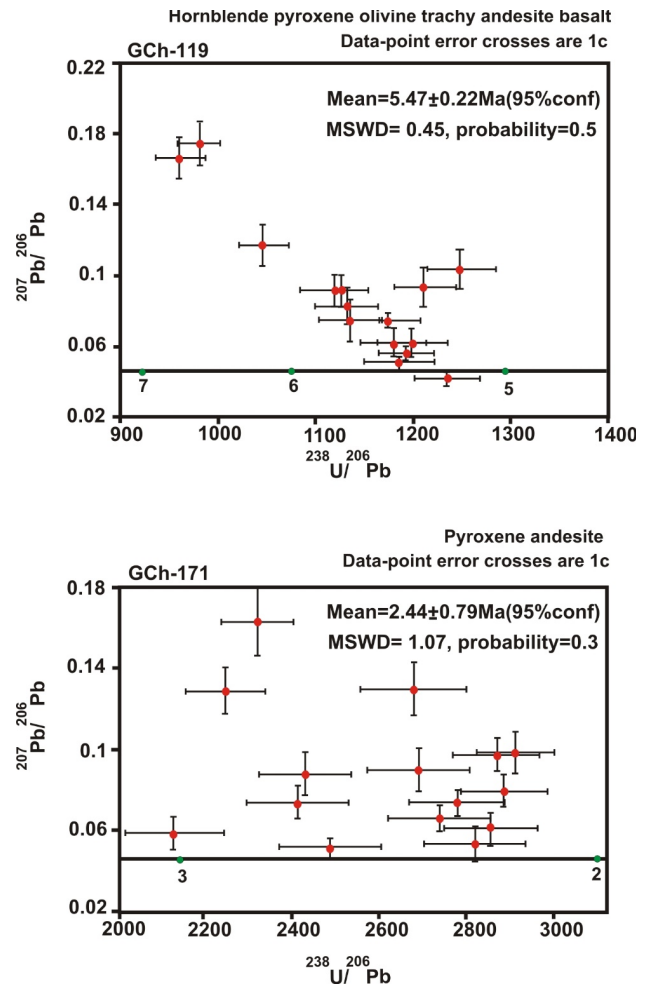 Hornblende pyroxene olivine trachy andesite basalt
Data-point error crosses are 1c
GCh-119
0.22
Mean=5.47±0.22Ma(95%conf)
MSWD= 0.45, probability=0.5
0.18
0.14
0.1
0.06
0.02
207Pb/ 206Pb
7
6
5
900
1000
1100
1200
1300
1400
238U/ 206Pb
Pyroxene andesite
Data-point error crosses are 1c
GCh-171
0.18
Mean=2.44±0.79Ma(95%conf)
MSWD= 1.07, probability=0.3
0.14
0.1
0.06
0.02
207Pb/ 206Pb
3
2
2000
2200
2400
2600
2800
3000
238U/ 206Pb